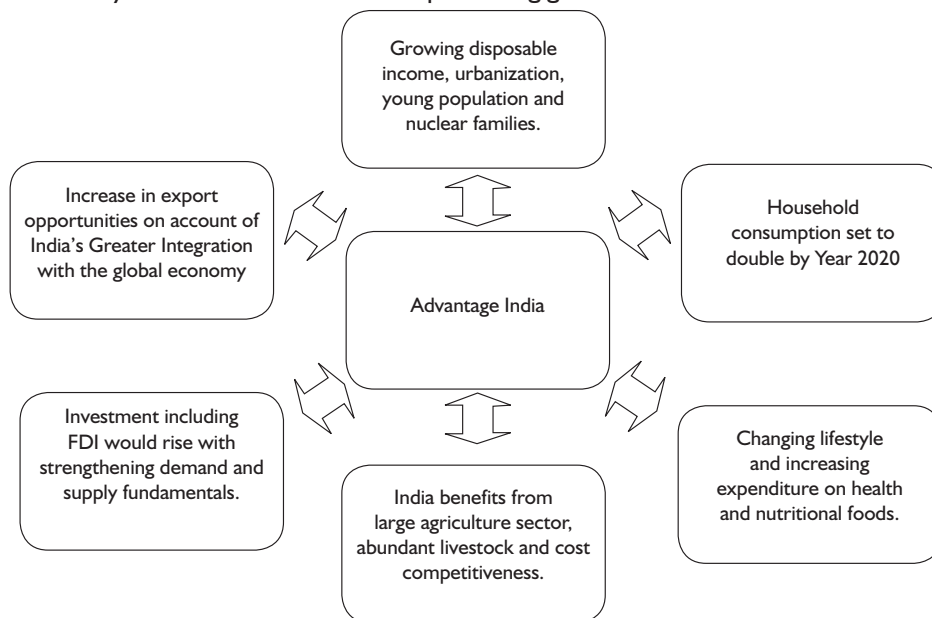 Growing disposable
income, urbanization,
young population and
nuclear families.
Increase in export
opportunities on account of
India's Greater Integration
with the global economy
Household
consumption set to
double by Year 2020
Advantage India
Investment including
FDI would rise with
strengthening demand and
supply fundamentals.
India benefits from
large agriculture sector,
abundant livestock and cost
competitiveness.
Changing lifestyle
and increasing
expenditure on health
and nutritional foods.